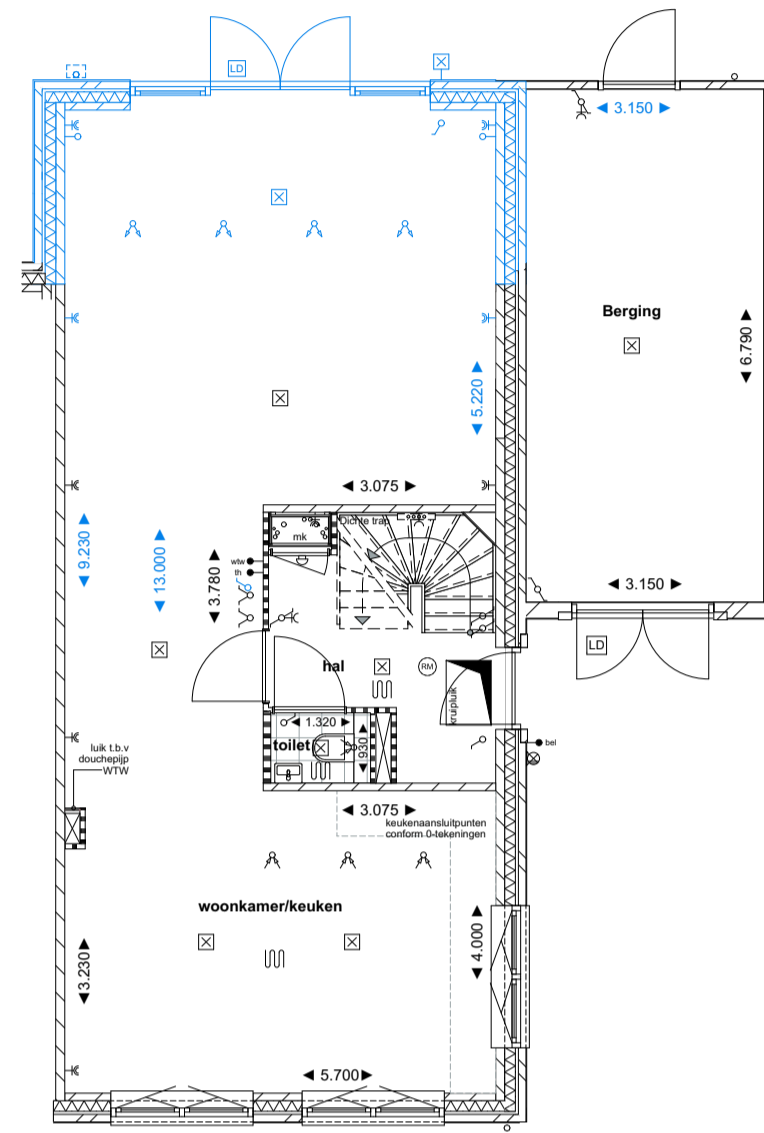 LD
3.150
Berging
6.790
5.220
3.075
Dichte trap
mk
wtw
th
9.230
13.000
3.780
3.150
LD
hal
RM
kruipluik
1.320
toilet
930
bel
luik t.b.v
douchepijp
WTW
3.075
keukenaansluitpunten
conform 0-tekeningen
woonkamer/keuken
4.000
3.230
5.700